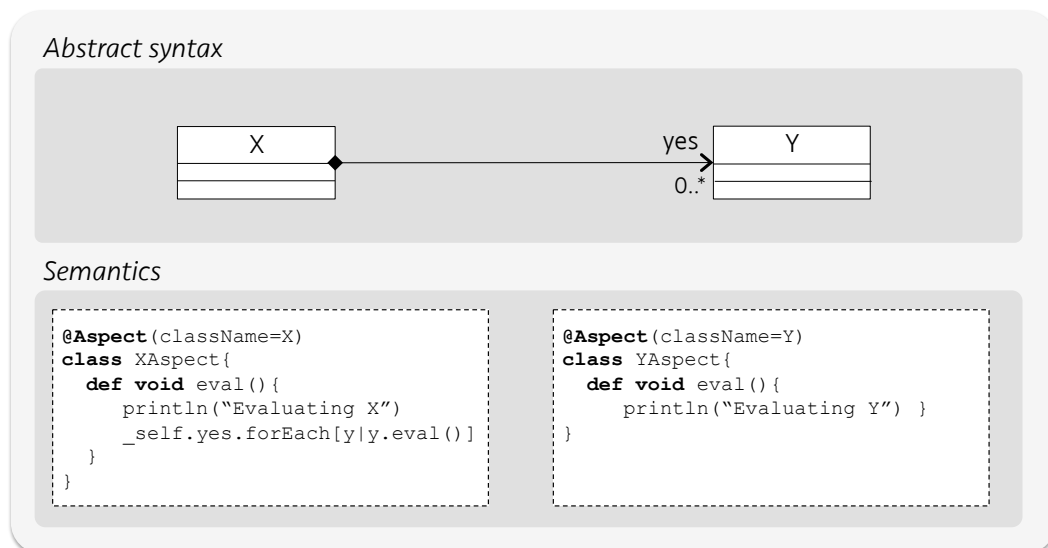 Abstract syntax
X
yes
0..*
Y
Semantics
@Aspect(className=X)
class XAspect{
def void eval(){
println(“Evaluating X”)
_self.yes.forEach[y|y.eval()]
}
}
@Aspect(className=Y)
class YAspect{
def void eval(){
println(“Evaluating Y”) }
}